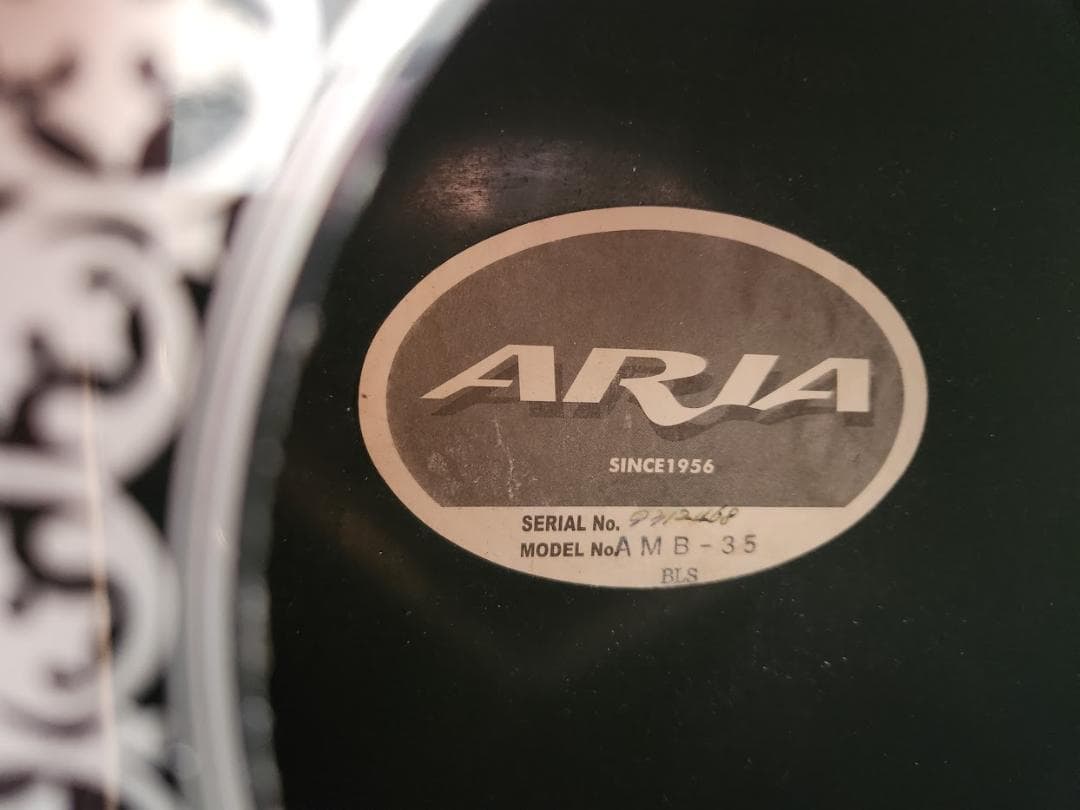 ARIA
SINCE1956
SERIAL No.
MODEL No. AMB-35
BLS